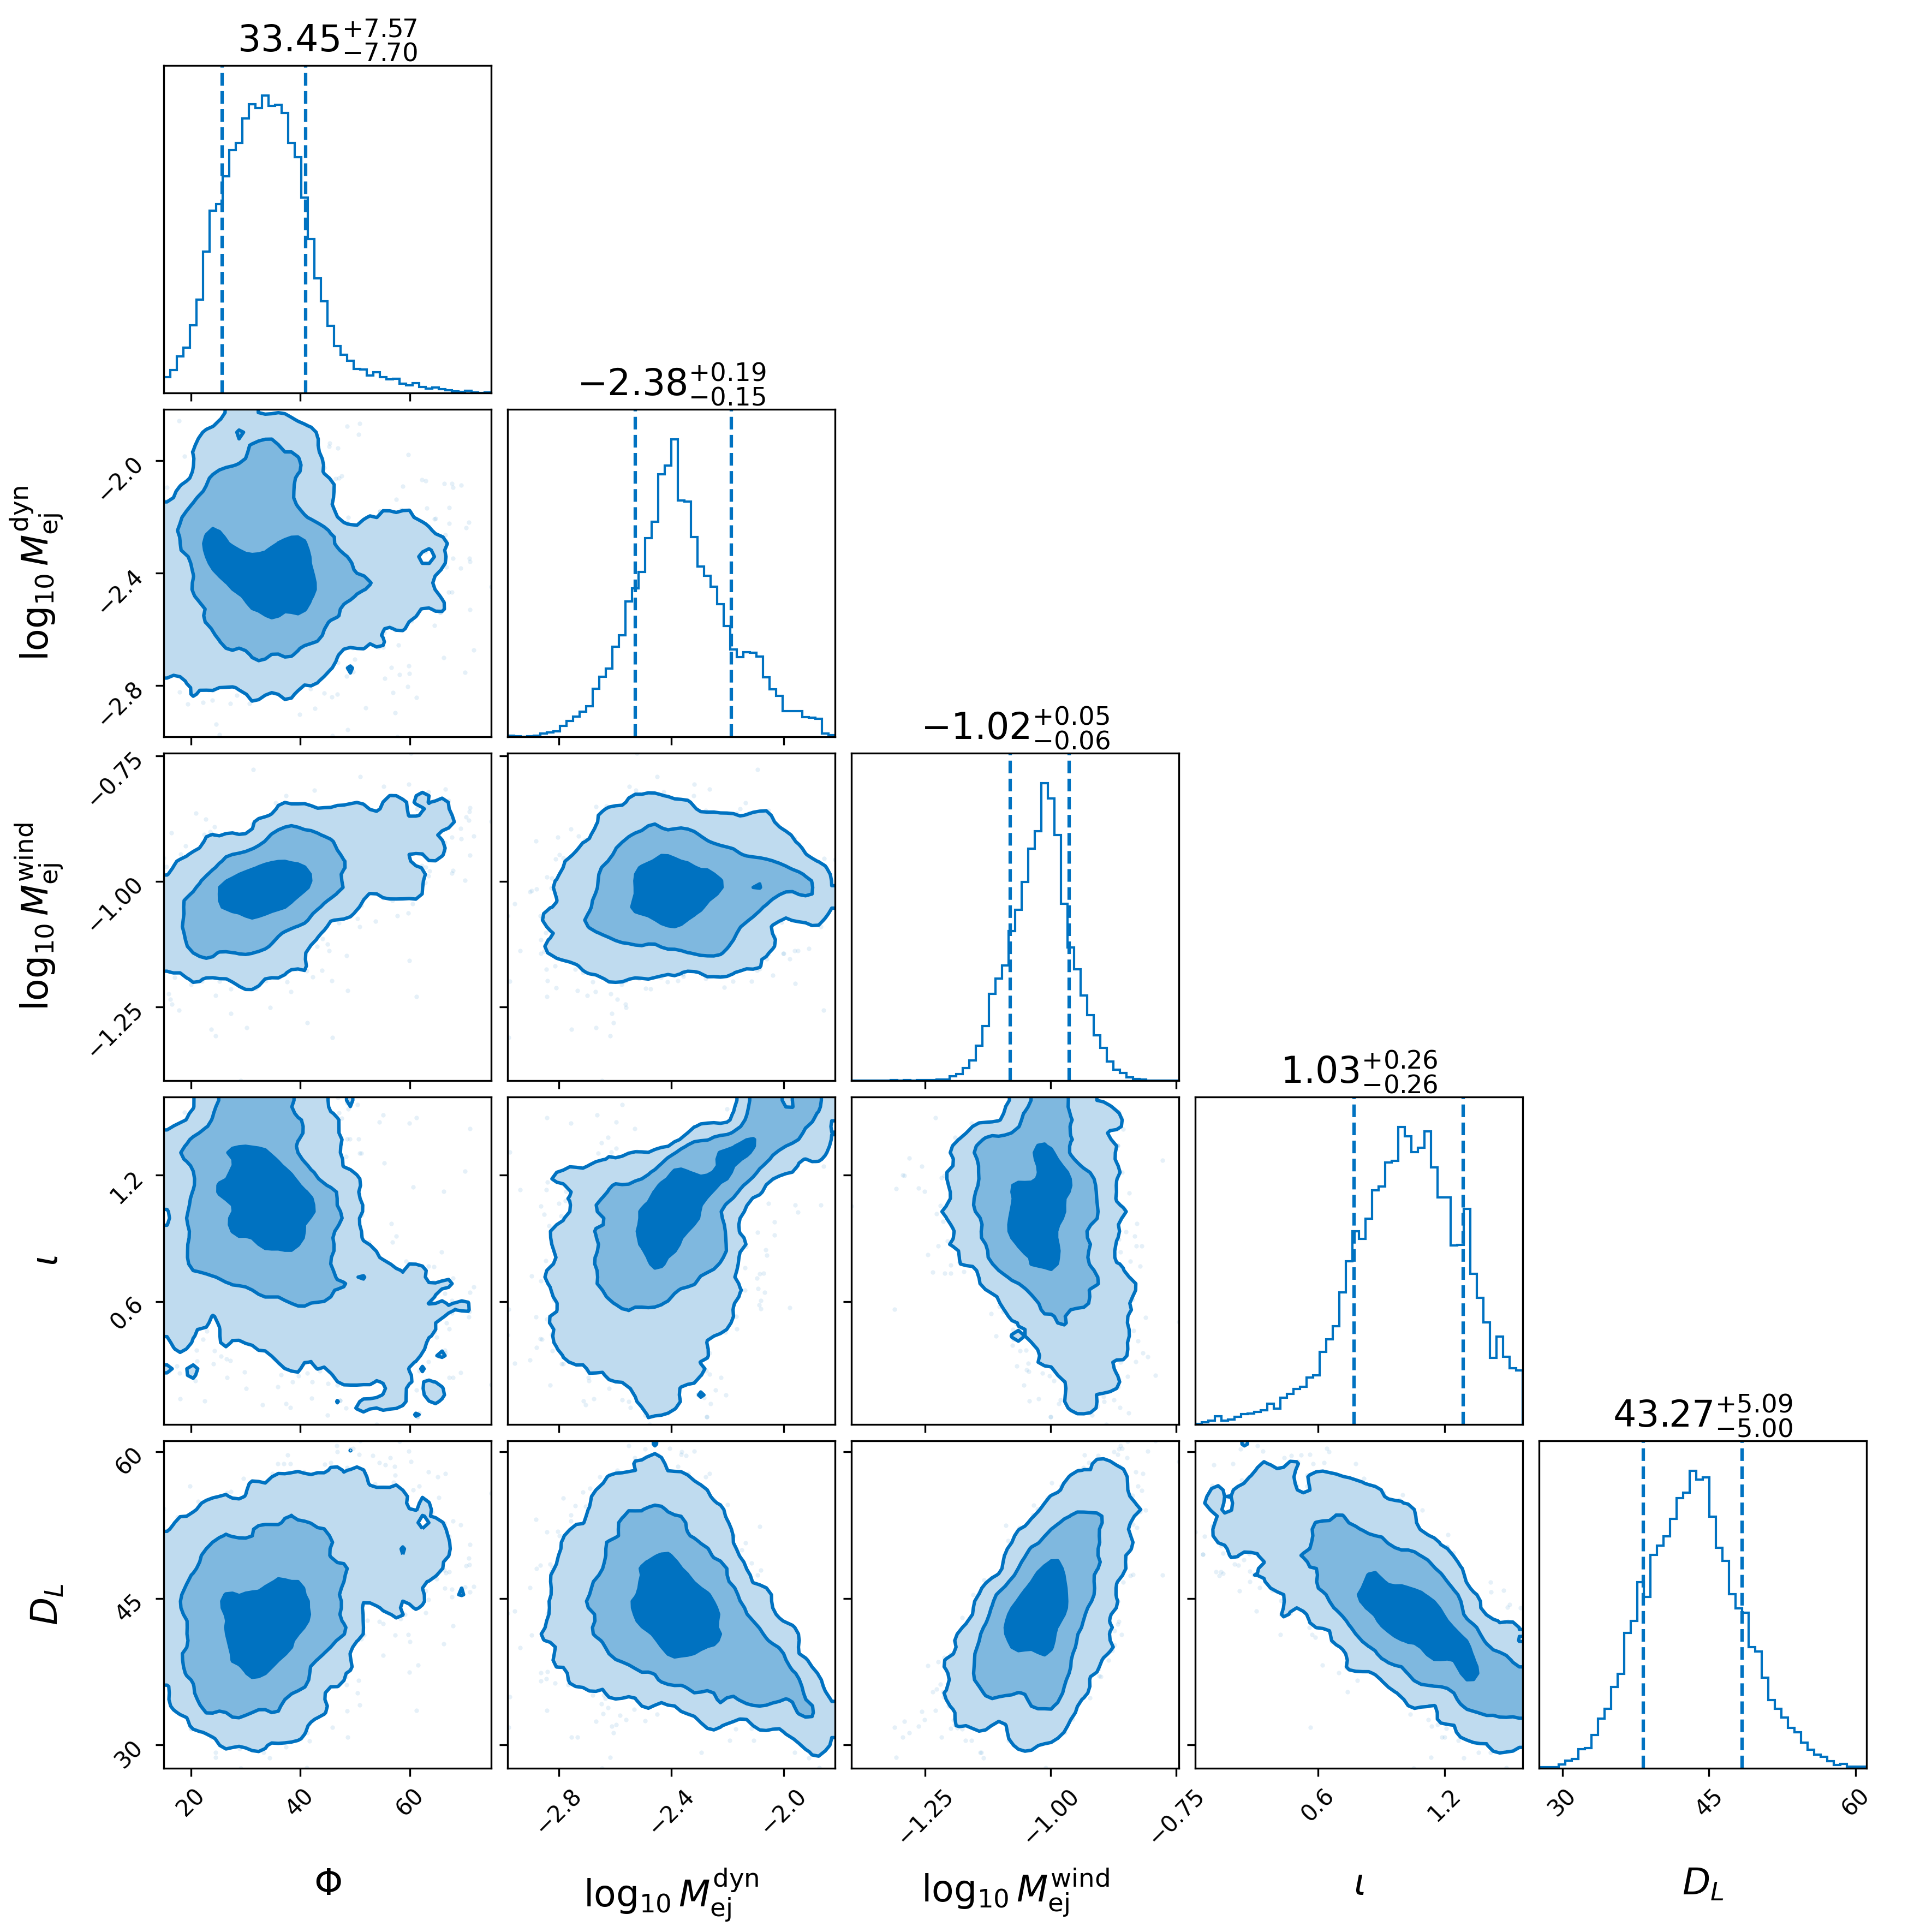 33.45 +7.57 −7.70
−2.38 +0.19 −0.15
log10 M ej dyn
−2.0
−2.4
−2.8
−1.02 +0.05 −0.06
log10 M ej wind
−0.75
−1.00
−1.25
1.03 +0.26 −0.26
ι
1.2
0.6
43.27 +5.09 −5.00
D_L
60
45
30
20 40 60
−2.8 −2.4 −2.0
−1.25 −1.00 −0.75
0.6 1.2
30 45 60
Φ
log10 M ej dyn
log10 M ej wind
ι
D_L